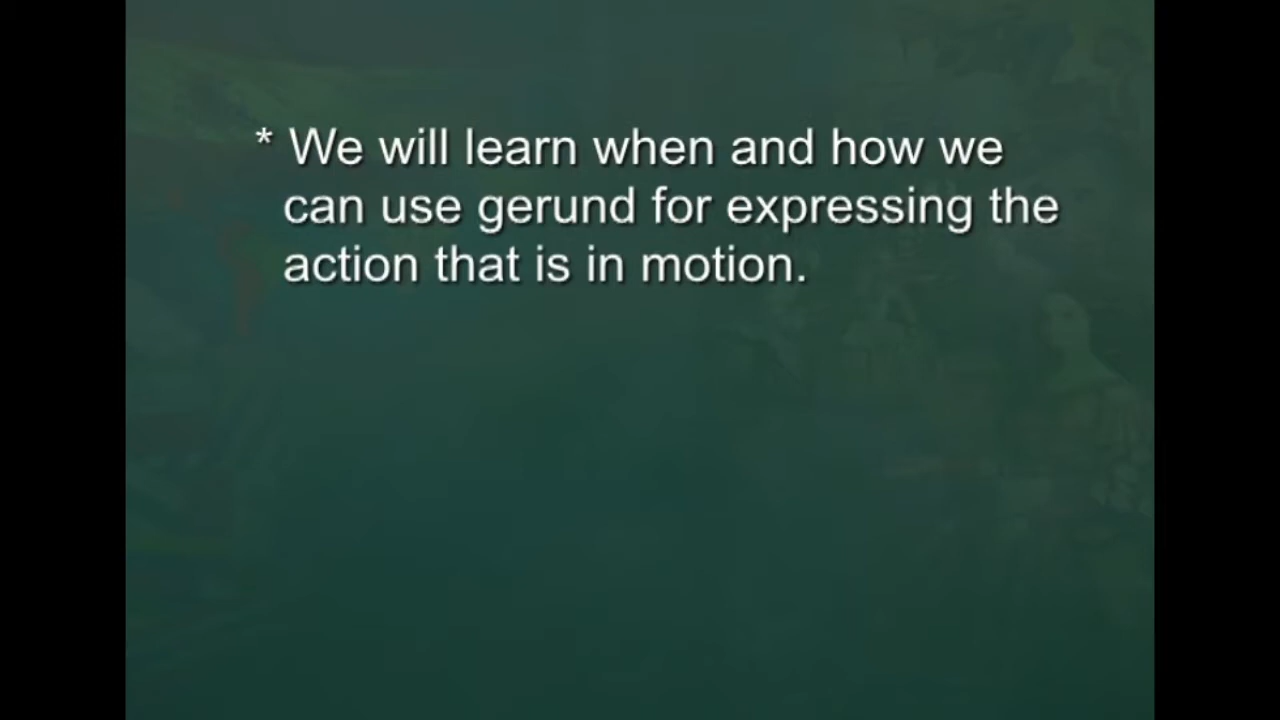 * We will learn when and how we
can use gerund for expressing the
action that is in motion.